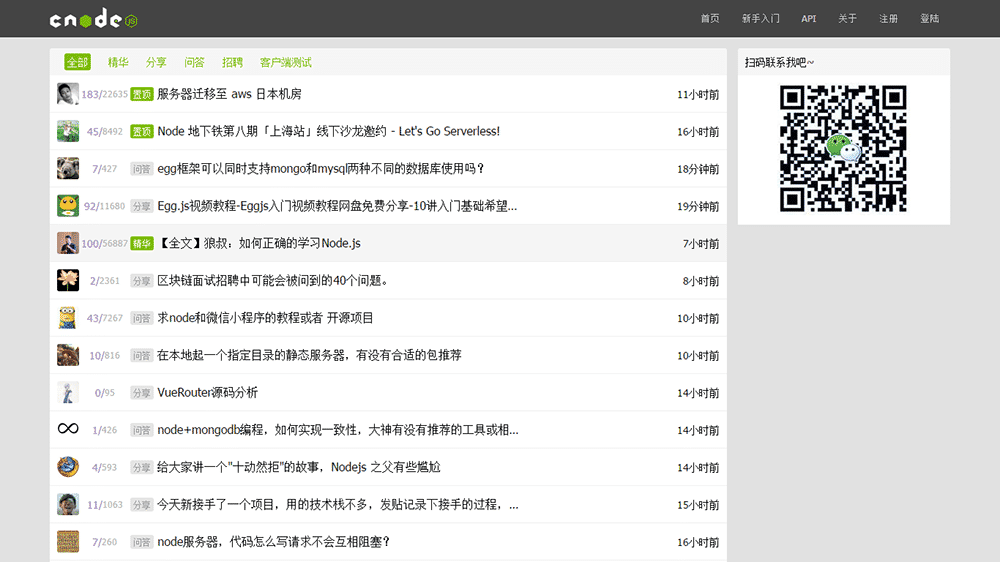 cnode JS 首页 新手入门 API 关于 注册 登陆
全部 精华 分享 问答 招聘 客户端测试
扫码联系我吧~
183/22635 置顶 服务器迁移至 aws 日本机房 11小时前
45/8492 置顶 Node 地下铁第八期「上海站」线下沙龙邀约 - Let's Go Serverless! 16小时前
7/427 问答 egg框架可以同时支持mongo和mysql两种不同的数据库使用吗？ 18分钟前
92/11680 分享 Egg.js视频教程-Eggjs入门视频教程网盘免费分享-10讲入门基础希望... 19分钟前
100/56887 精华 【全文】狼叔：如何正确的学习Node.js 7小时前
2/2361 分享 区块链面试招聘中可能会被问到的40个问题。 8小时前
43/7267 问答 求node和微信小程序的教程或者 开源项目 10小时前
10/816 问答 在本地起一个指定目录的静态服务器，有没有合适的包推荐 10小时前
0/95 分享 VueRouter源码分析 14小时前
1/426 问答 node+mongodb编程，如何实现一致性，大神有没有推荐的工具或相... 14小时前
4/593 分享 给大家讲一个"十动然拒"的故事，Nodejs 之父有些尴尬 14小时前
11/1063 分享 今天新接手了一个项目，用的技术栈不多，发贴记录下接手的过程，... 15小时前
7/260 问答 node服务器，代码怎么写请求不会互相阻塞？ 16小时前